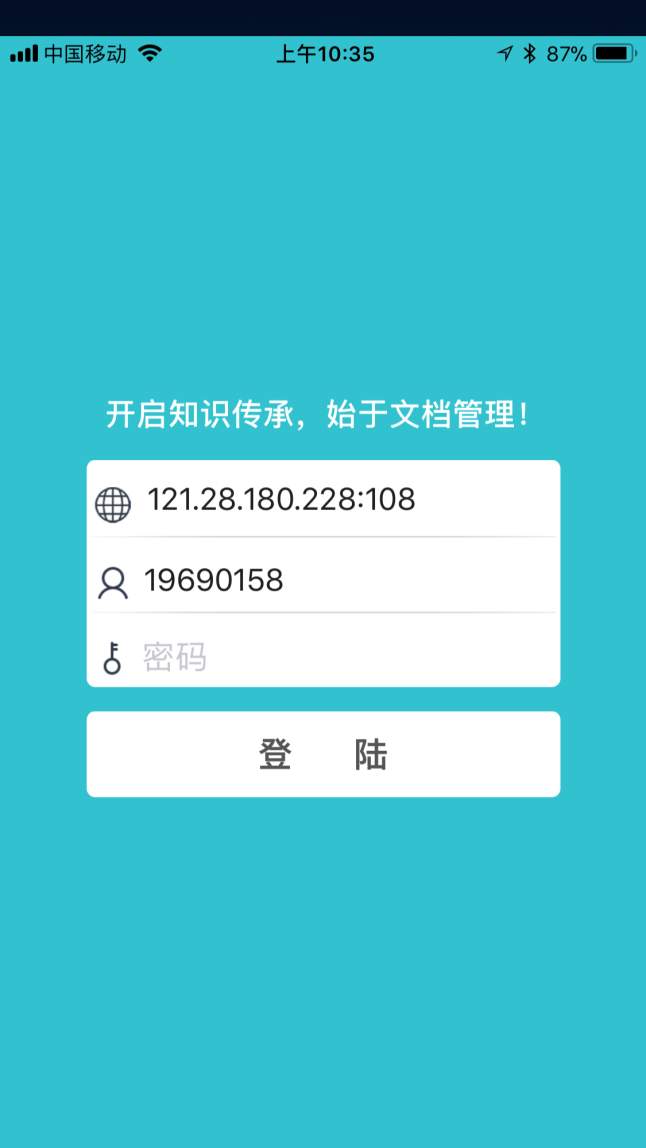 中国移动 上午10:35 87%
开启知识传承，始于文档管理！
121.28.180.228:108
19690158
密码
登 陆